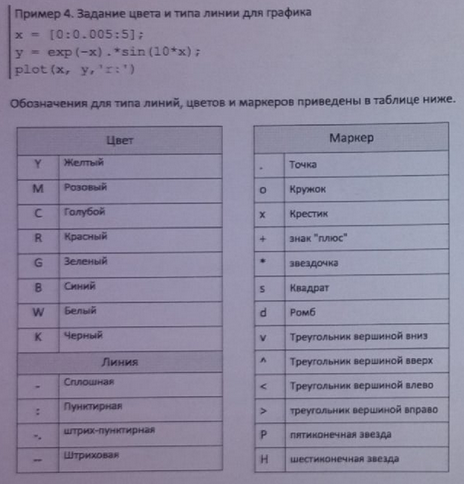 Пример 4. Задание цвета и типа линии для графика
x = [0:0.005:5];
y = exp(-x).*sin(10*x);
plot(x, y,'r:')
Обозначения для типа линий, цветов и маркеров приведены в таблице ниже.
Цвет
Y Желтый
M Розовый
C Голубой
R Красный
G Зеленый
B Синий
W Белый
K Черный
Линия
- Сплошная
: Пунктирная
-. штрих-пунктирная
— Штриховая
Маркер
. Точка
o Кружок
x Крестик
+ знак "плюс"
* звездочка
s Квадрат
d Ромб
v Треугольник вершиной вниз
^ Треугольник вершиной вверх
< Треугольник вершиной влево
> треугольник вершиной вправо
P пятиконечная звезда
H шестиконечная звезда